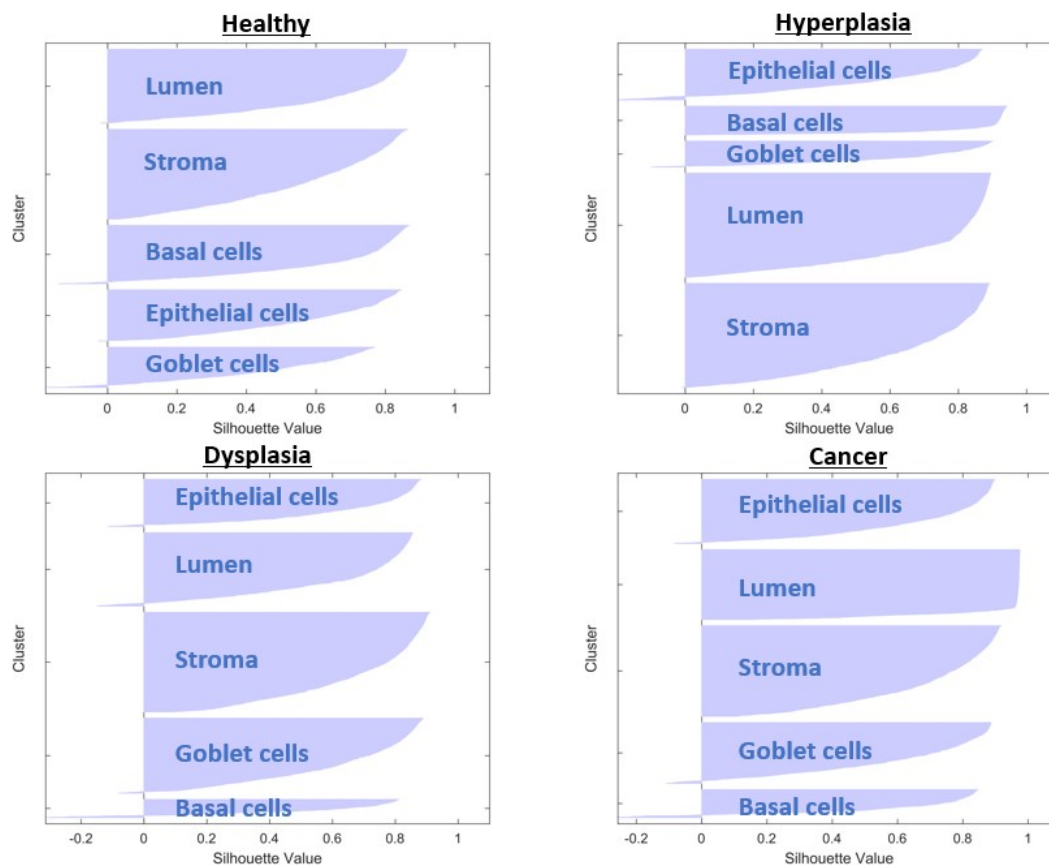 Healthy
Cluster
Lumen
Stroma
Basal cells
Epithelial cells
Goblet cells
0 0.2 0.4 0.6 0.8 1
Silhouette Value
Hyperplasia
Cluster
Epithelial cells
Basal cells
Goblet cells
Lumen
Stroma
0 0.2 0.4 0.6 0.8 1
Silhouette Value
Dysplasia
Cluster
Epithelial cells
Lumen
Stroma
Goblet cells
Basal cells
-0.2 0 0.2 0.4 0.6 0.8 1
Silhouette Value
Cancer
Cluster
Epithelial cells
Lumen
Stroma
Goblet cells
Basal cells
-0.2 0 0.2 0.4 0.6 0.8 1
Silhouette Value